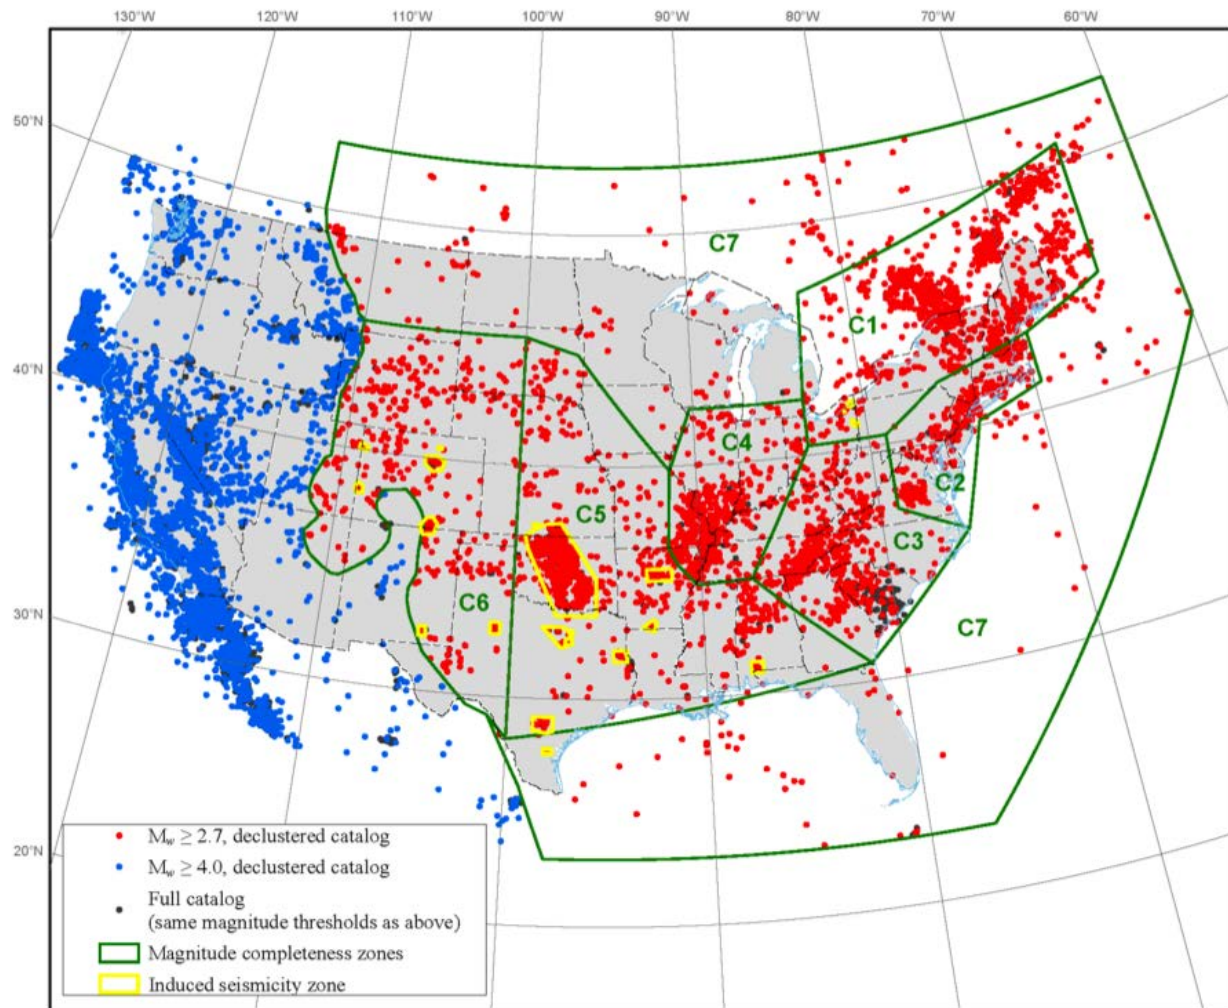 130°W 120°W 110°W 100°W 90°W 80°W 70°W 60°W
50°N
C7
C1
40°N
C4
C2
C5
C3
C6
30°N
C7
M_w ≥ 2.7, declustered catalog
M_w ≥ 4.0, declustered catalog
20°N
Full catalog
(same magnitude thresholds as above)
Magnitude completeness zones
Induced seismicity zone